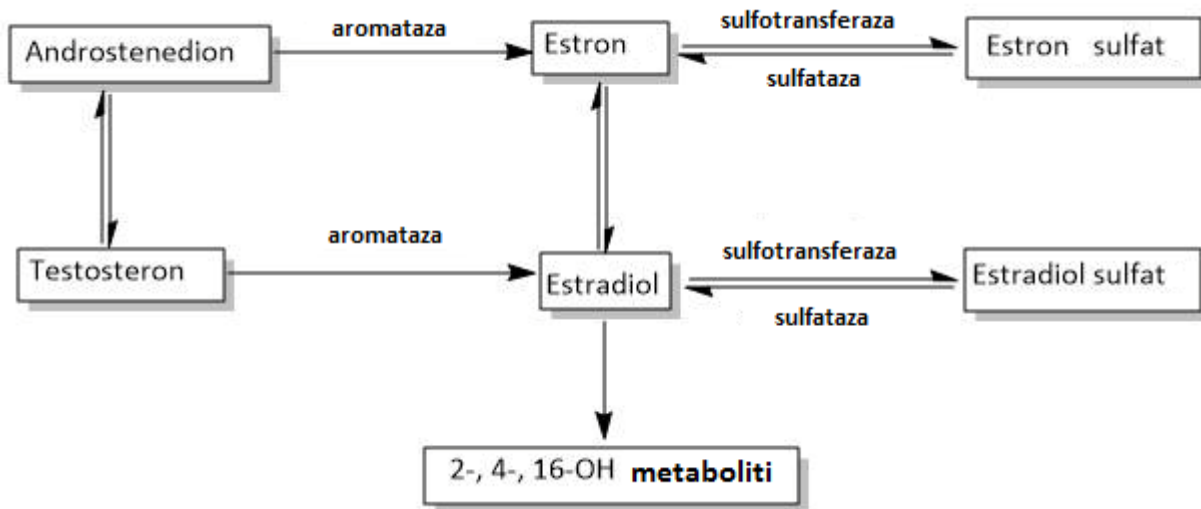 Androstenedion
aromataza
Estron
sulfotransferaza
sulfataza
Estron sulfat
Testosteron
aromataza
Estradiol
sulfotransferaza
sulfataza
Estradiol sulfat
2-, 4-, 16-OH metaboliti